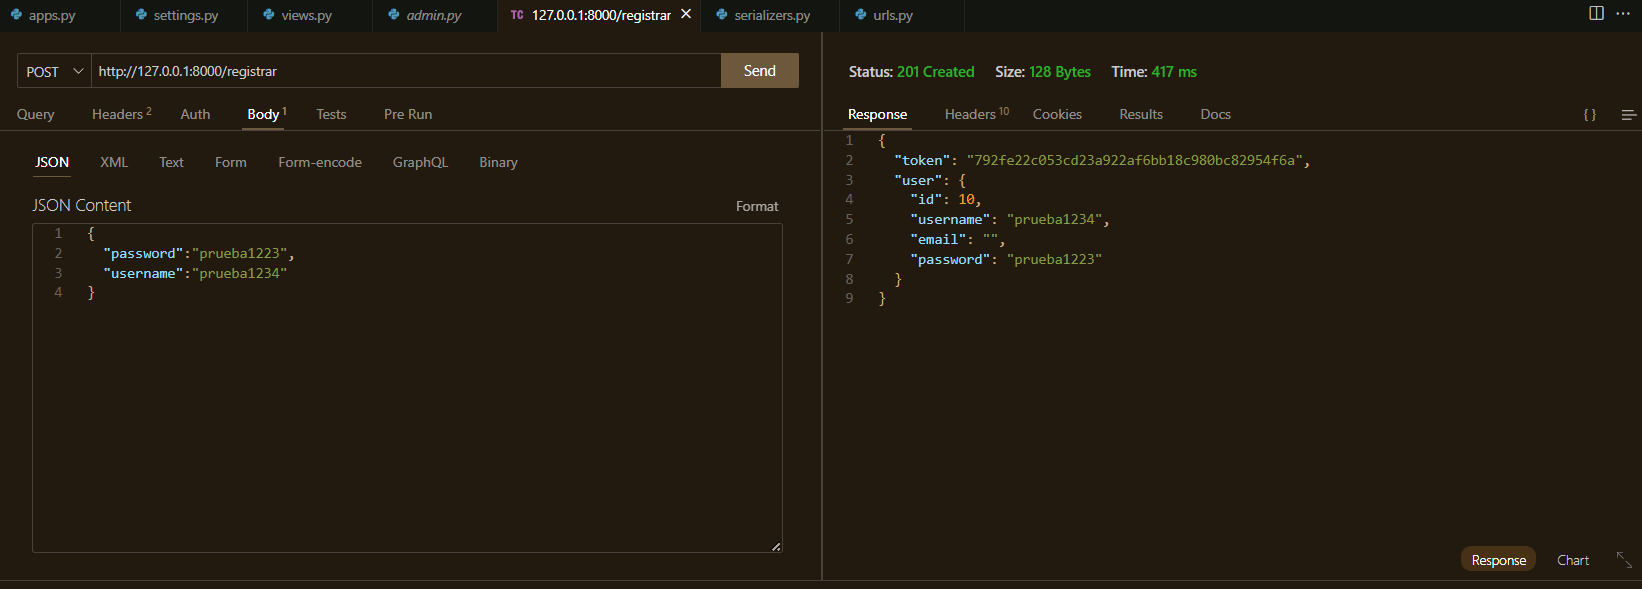 apps.py settings.py views.py admin.py TC 127.0.0.1:8000/registrar × serializers.py urls.py ···
POST http://127.0.0.1:8000/registrar Send
Query Headers 2 Auth Body 1 Tests Pre Run
JSON XML Text Form Form-encode GraphQL Binary
JSON Content Format
1 {
2 "password":"prueba1223",
3 "username":"prueba1234"
4 }
Status: 201 Created Size: 128 Bytes Time: 417 ms
Response Headers 10 Cookies Results Docs { }
1 {
2 "token": "792fe22c053cd23a922af6bb18c980bc82954f6a",
3 "user": {
4 "id": 10,
5 "username": "prueba1234",
6 "email": "",
7 "password": "prueba1223"
8 }
9 }
Response Chart